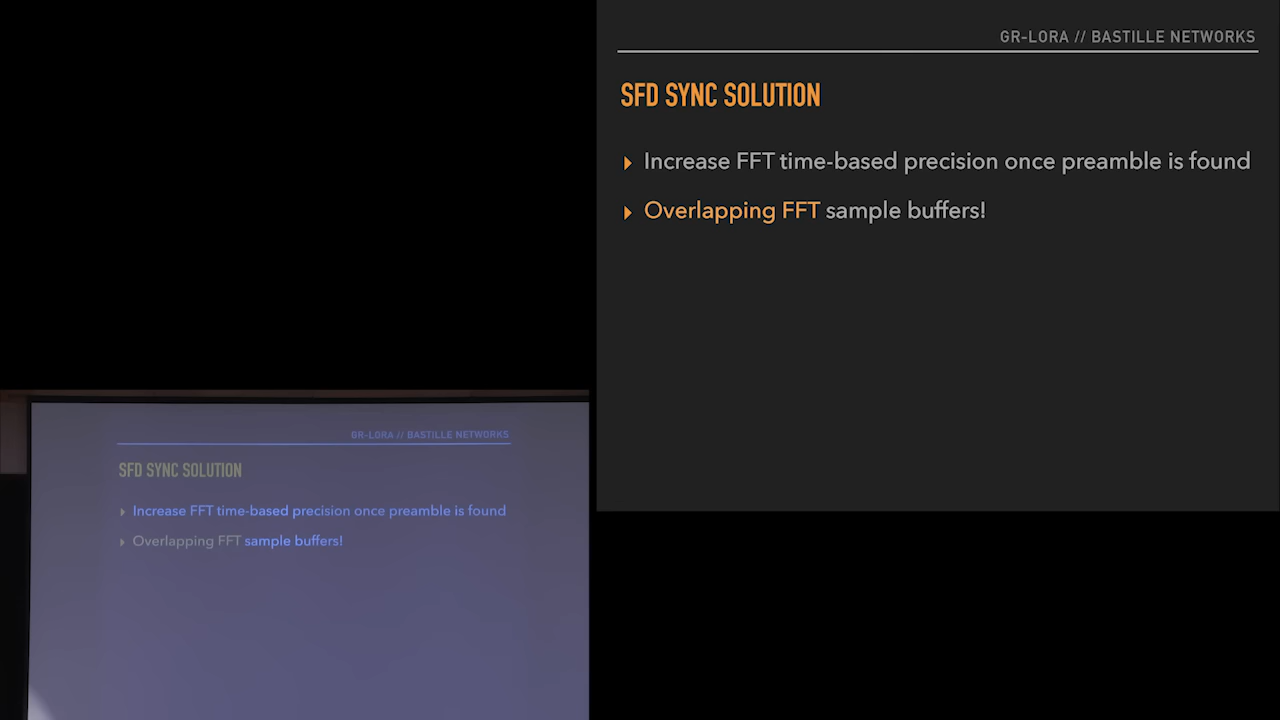 GR-LORA // BASTILLE NETWORKS
SFD SYNC SOLUTION
Increase FFT time-based precision once preamble is found
Overlapping FFT sample buffers!
GR-LORA // BASTILLE NETWORKS
SFD SYNC SOLUTION
Increase FFT time-based precision once preamble is found
Overlapping FFT sample buffers!